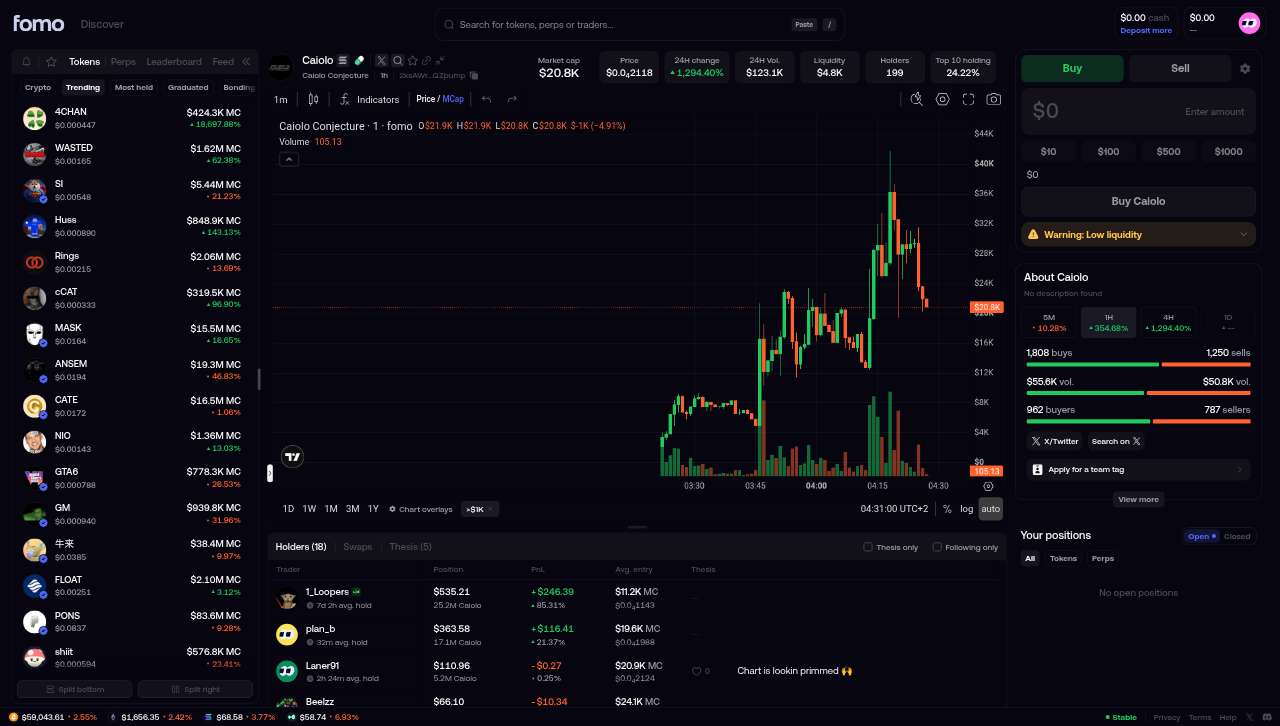 fomo
Discover
Search for tokens, perps or traders...
Paste
/
$0.00 cash
Deposit more
$0.00
—
Tokens Perps Leaderboard Feed
Crypto Trending Most held Graduated Bonding
4CHAN $424.3K MC
$0.000447 18,697.88%
WASTED $1.62M MC
$0.00165 62.38%
SI $5.44M MC
$0.00548 21.23%
Huss $848.9K MC
$0.000890 143.13%
Rings $2.06M MC
$0.00215 13.69%
cCAT $319.5K MC
$0.000333 96.90%
MASK $15.5M MC
$0.0164 16.65%
ANSEM $19.3M MC
$0.0194 46.83%
CATE $16.5M MC
$0.0172 1.06%
NIO $1.36M MC
$0.00143 13.03%
GTA6 $778.3K MC
$0.000788 26.53%
GM $939.8K MC
$0.000940 31.96%
牛来 $38.4M MC
$0.0385 9.97%
FLOAT $2.10M MC
$0.00251 3.12%
PONS $83.6M MC
$0.0837 9.28%
shiit $576.8K MC
$0.000594 23.41%
Split bottom Split right
Caiolo
Caiolo Conjecture 1h
Market cap
$20.8K
Price
$0.0₄2118
24H change
1,294.40%
24H Vol.
$123.1K
Liquidity
$4.8K
Holders
199
Top 10 holding
24.22%
1m Indicators Price / MCap
Caiolo Conjecture · 1 · fomo O$21.9K H$21.9K L$20.8K C$20.8K $-1K (−4.91%)
Volume 105.13
$44K
$40K
$36K
$32K
$28K
$24K
$20.8K
$20K
$16K
$12K
$8K
$4K
$0
105.13
03:30 03:45 04:00 04:15 04:30
1D 1W 1M 3M 1Y Chart overlays >$1K
04:31:00 UTC+2 % log auto
Holders (18) Swaps Thesis (5)
Thesis only Following only
Trader Position PnL Avg. entry Thesis
1_Loopers $535.21 +$246.39 $11.2K MC
7d 2h avg. hold 25.2M Caiolo 85.31% $0.0₄1143
plan_b $363.58 +$116.41 $19.6K MC
32m avg. hold 17.1M Caiolo 21.37% $0.0₄1988
Laner91 $110.96 -$0.27 $20.9K MC
2h 24m avg. hold 5.2M Caiolo 0.25% $0.0₄2124
0 Chart is lookin primmed 🙌
Beelzz $66.10 -$10.34 $24.1K MC
Buy Sell
$0 Enter amount
$10 $100 $500 $1000
$0
Buy Caiolo
Warning: Low liquidity
About Caiolo
No description found
5M 1H 4H 1D
10.28% 354.68% 1,294.40% --
1,808 buys 1,250 sells
$55.6K vol. $50.8K vol.
962 buyers 787 sellers
X/Twitter Search on X
Apply for a team tag
View more
Your positions Open Closed
All Tokens Perps
No open positions
$59,043.61 2.55% $1,656.35 2.42% $68.58 3.77% $58.74 6.93%
Stable Privacy Terms Help